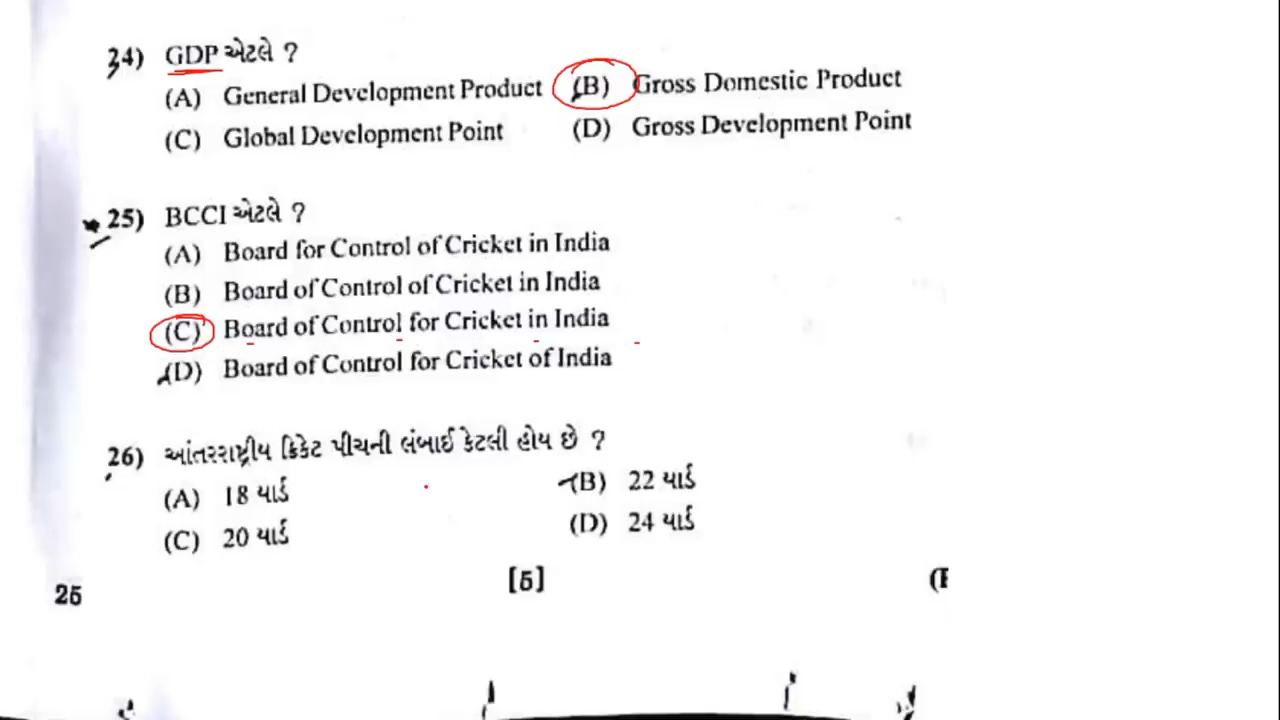 24) GDP એટલે ?
(A) General Development Product (B) Gross Domestic Product
(C) Global Development Point (D) Gross Development Point
25) BCCI એટલે ?
(A) Board for Control of Cricket in India
(B) Board of Control of Cricket in India
(C) Board of Control for Cricket in India
(D) Board of Control for Cricket of India
26) આંતરરાષ્ટ્રીય ક્રિકેટ પીચની લંબાઈ કેટલી હોય છે ?
(A) 18 યાર્ડ (B) 22 યાર્ડ
(C) 20 યાર્ડ (D) 24 યાર્ડ
25 [5]